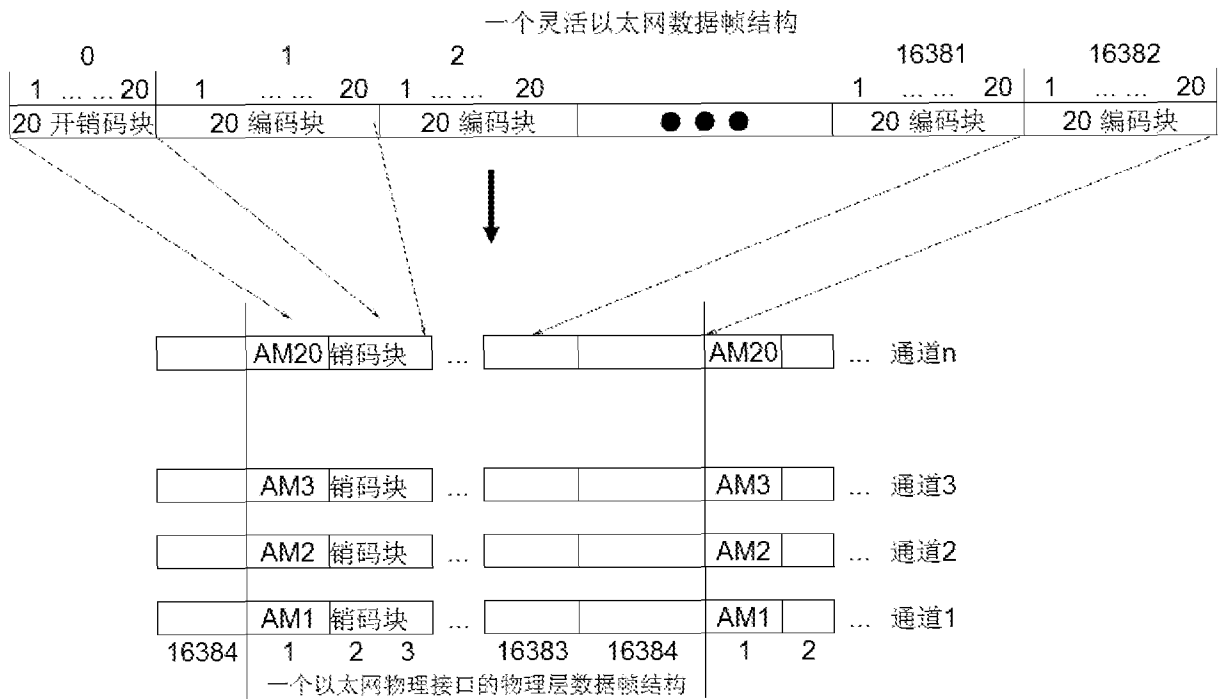 一个灵活以太网数据帧结构
0 1 2 16381 16382
1 ... ... 20 1 ... ... 20 1 ... ... 20 1 ... ... 20 1 ... ... 20
20 开销码块 20 编码块 20 编码块 ●●● 20 编码块 20 编码块
AM20 销码块 ... AM20 ... 通道n
AM3 销码块 ... AM3 ... 通道3
AM2 销码块 ... AM2 ... 通道2
AM1 销码块 ... AM1 ... 通道1
16384 1 2 3 16383 16384 1 2
一个以太网物理接口的物理层数据帧结构